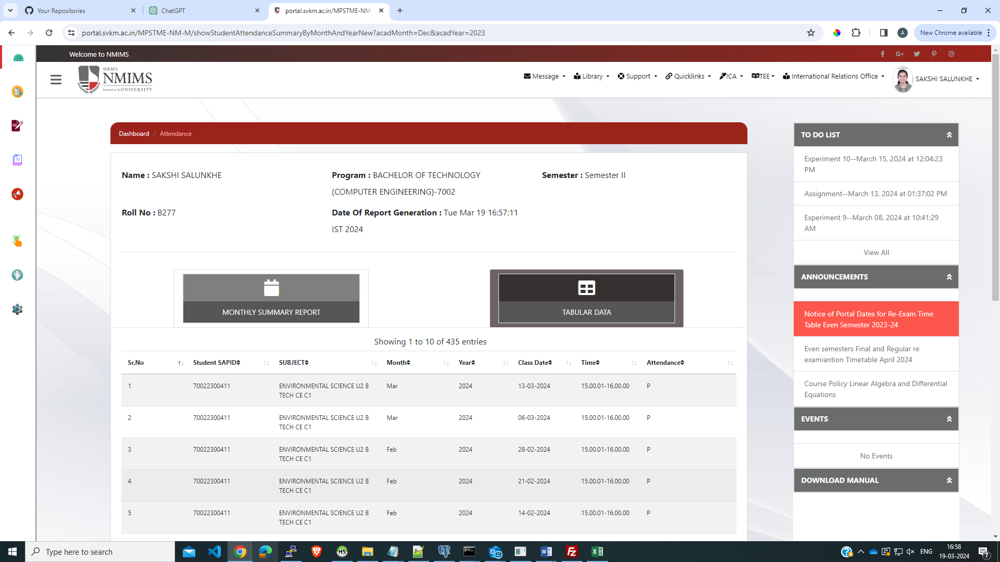 Your Repositories
ChatGPT
portal.svkm.ac.in/MPSTME-NM-
portal.svkm.ac.in/MPSTME-NM-M/showStudentAttendanceSummaryByMonthAndYearNew?acadMonth=Dec&acadYear=2023
A
New Chrome available
Welcome to NMIMS
SVKM'S
NMIMS
Deemed to be UNIVERSITY
Message
Library
Support
Quicklinks
ICA
TEE
International Relations Office
SAKSHI SALUNKHE
Dashboard / Attendance
Name : SAKSHI SALUNKHE
Program : BACHELOR OF TECHNOLOGY
(COMPUTER ENGINEERING)-7002
Semester : Semester II
Roll No : B277
Date Of Report Generation : Tue Mar 19 16:57:11
IST 2024
MONTHLY SUMMARY REPORT
TABULAR DATA
Showing 1 to 10 of 435 entries
Sr.No Student SAPID SUBJECT Month Year Class Date Time Attendance
1 70022300411 ENVIRONMENTAL SCIENCE U2 B Mar 2024 13-03-2024 15.00.01-16.00.00 P
TECH CE C1
2 70022300411 ENVIRONMENTAL SCIENCE U2 B Mar 2024 06-03-2024 15.00.01-16.00.00 P
TECH CE C1
3 70022300411 ENVIRONMENTAL SCIENCE U2 B Feb 2024 28-02-2024 15.00.01-16.00.00 P
TECH CE C1
4 70022300411 ENVIRONMENTAL SCIENCE U2 B Feb 2024 21-02-2024 15.00.01-16.00.00 P
TECH CE C1
5 70022300411 ENVIRONMENTAL SCIENCE U2 B Feb 2024 14-02-2024 15.00.01-16.00.00 P
TECH CE C1
TO DO LIST
Experiment 10--March 15, 2024 at 12:04:23
PM
Assignment--March 13, 2024 at 01:37:02 PM
Experiment 9--March 08, 2024 at 10:41:29
AM
View All
ANNOUNCEMENTS
Notice of Portal Dates for Re-Exam Time
Table Even Semester 2023-24
Even semesters Final and Regular re
examiantion Timetable April 2024
Course Policy Linear Algebra and Differential
Equations
EVENTS
No Events
DOWNLOAD MANUAL
Type here to search
HS
ENG
16:58
19-03-2024
7